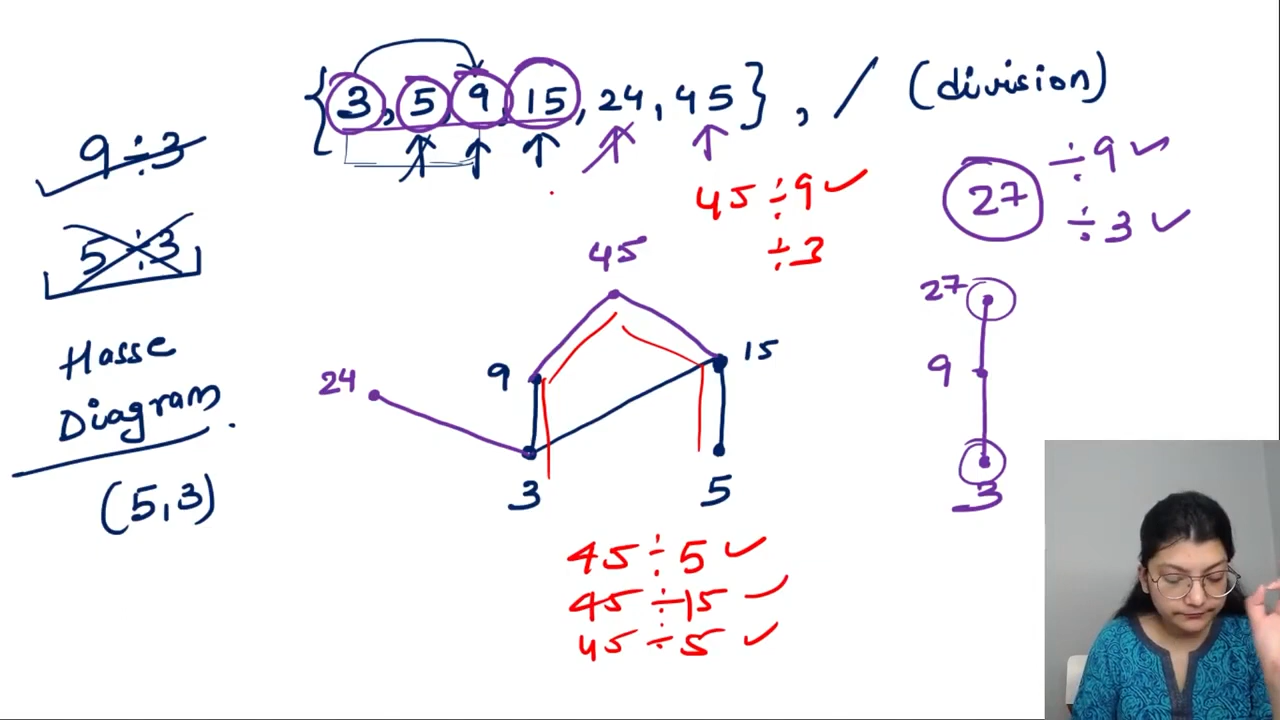 {3, 5, 9, 15, 24, 45}, / (division)
9 ÷ 3
5 ÷ 3
Hasse
Diagram.
(5,3)
45 ÷ 9 ✓
÷ 3
27 ÷ 9 ✓
÷ 3 ✓
45
9
15
24
3
5
27
9
3
45 ÷ 5 ✓
45 ÷ 15 ✓
45 ÷ 5 ✓